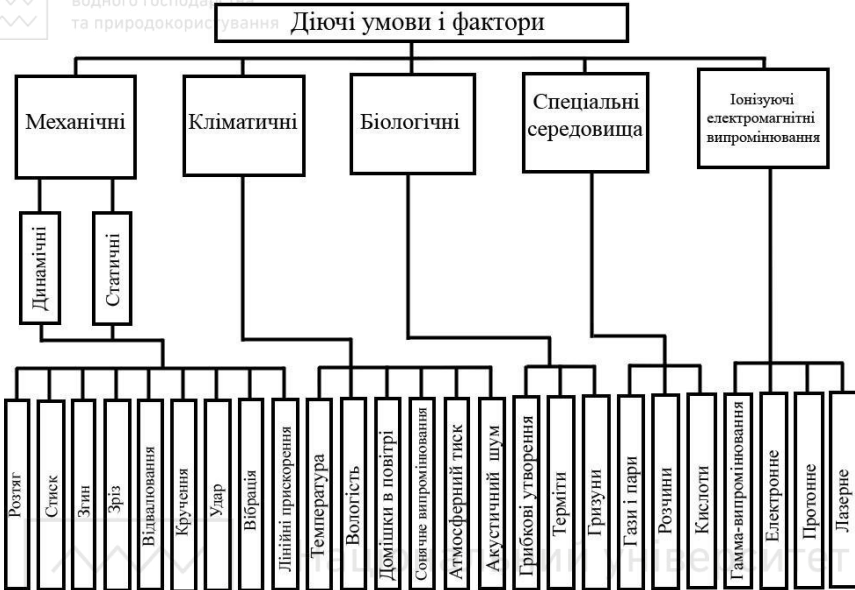 водного господарства
та природокористування
Діючі умови і фактори
Механічні
Кліматичні
Біологічні
Спеціальні
середовища
Іонізуючі
електромагнітні
випромінювання
Динамічні
Статичні
Розтяг
Стиск
Згин
Зріз
Відвалювання
Кручення
Удар
Вібрація
Лінійні прискорення
Температура
Вологість
Домішки в повітрі
Сонячне випромінювання
Атмосферний тиск
Акустичний шум
Грибкові утворення
Терміти
Гризуни
Гази і пари
Розчини
Кислоти
Гамма-випромінювання
Електронне
Протонне
Лазерне
Національний університет